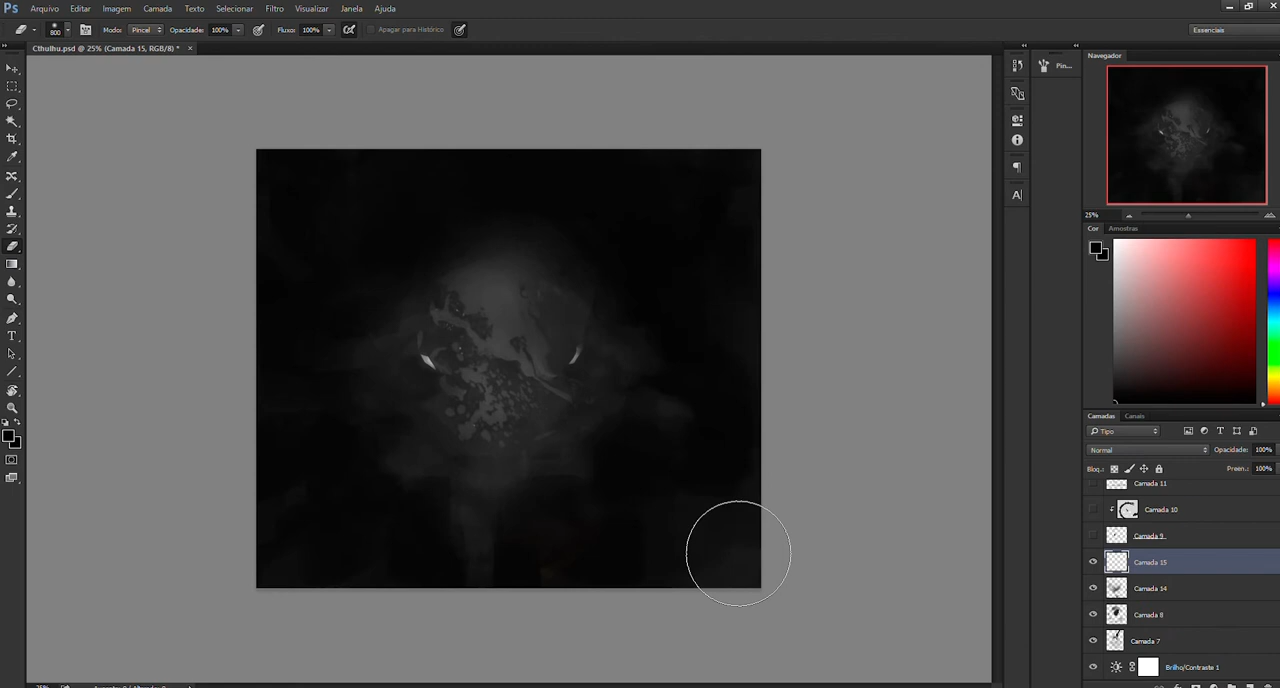 Ps Arquivo Editar Imagem Camada Texto Selecionar Filtro Visualizar Janela Ajuda
800 Modo: Pincel Opacidade: 100% Fluxo: 100% Apagar para Histórico Essenciais
Cthulhu.psd @ 25% (Camada 15, RGB/8) * ×
Pin...
Navegador
25%
Cor Amostras
Camadas Canais
Tipo
Normal Opacidade: 100%
Bloq.: Preen.: 100%
Camada 11
Camada 10
Camada 9
Camada 15
Camada 14
Camada 8
Camada 7
Brilho/Contraste 1
25%